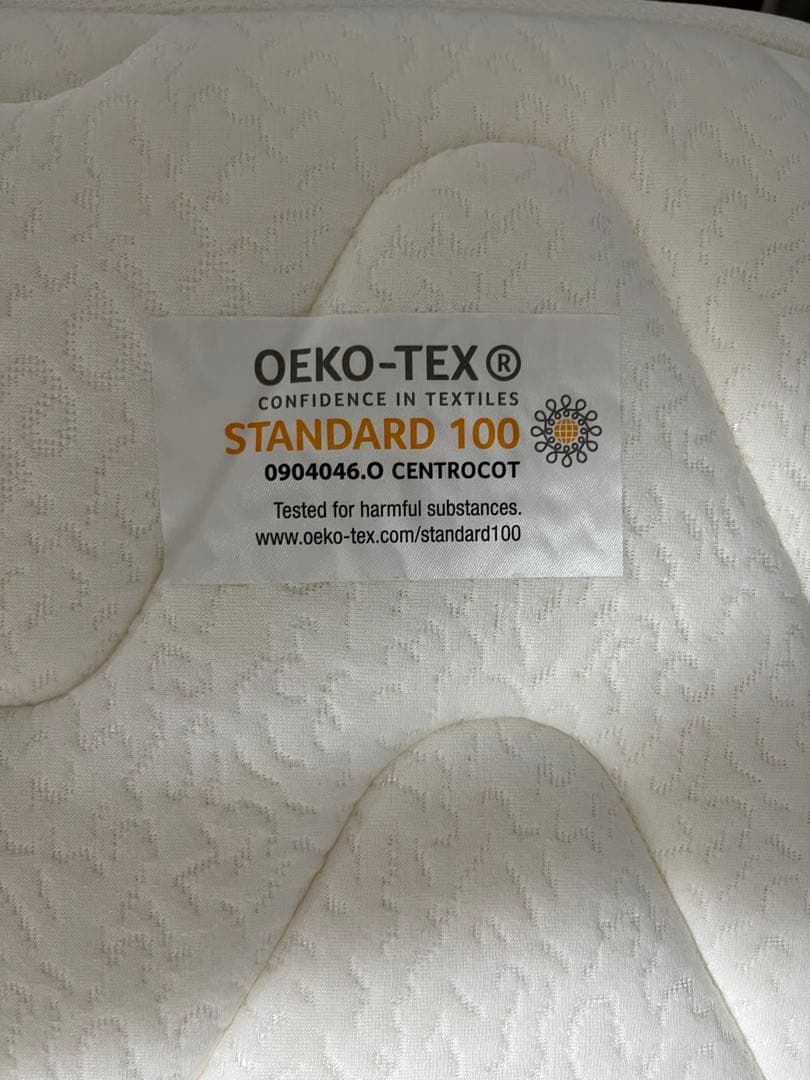 OEKO-TEX®
CONFIDENCE IN TEXTILES
STANDARD 100
0904046.O CENTROCOT
Tested for harmful substances.
www.oeko-tex.com/standard100